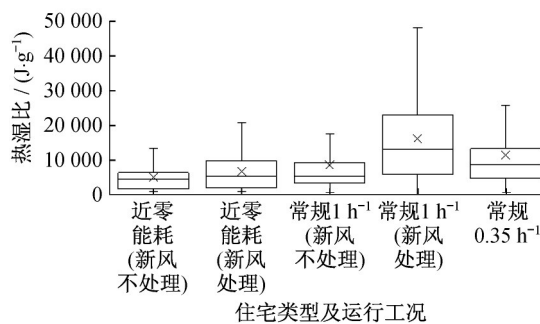 50 000
40 000
30 000
20 000
10 000
0
热湿比 / (J·g⁻¹)
近零
能耗
(新风
不处理)
近零
能耗
(新风
处理)
常规1 h⁻¹
(新风
不处理)
常规1 h⁻¹
(新风
处理)
常规
0.35 h⁻¹
住宅类型及运行工况